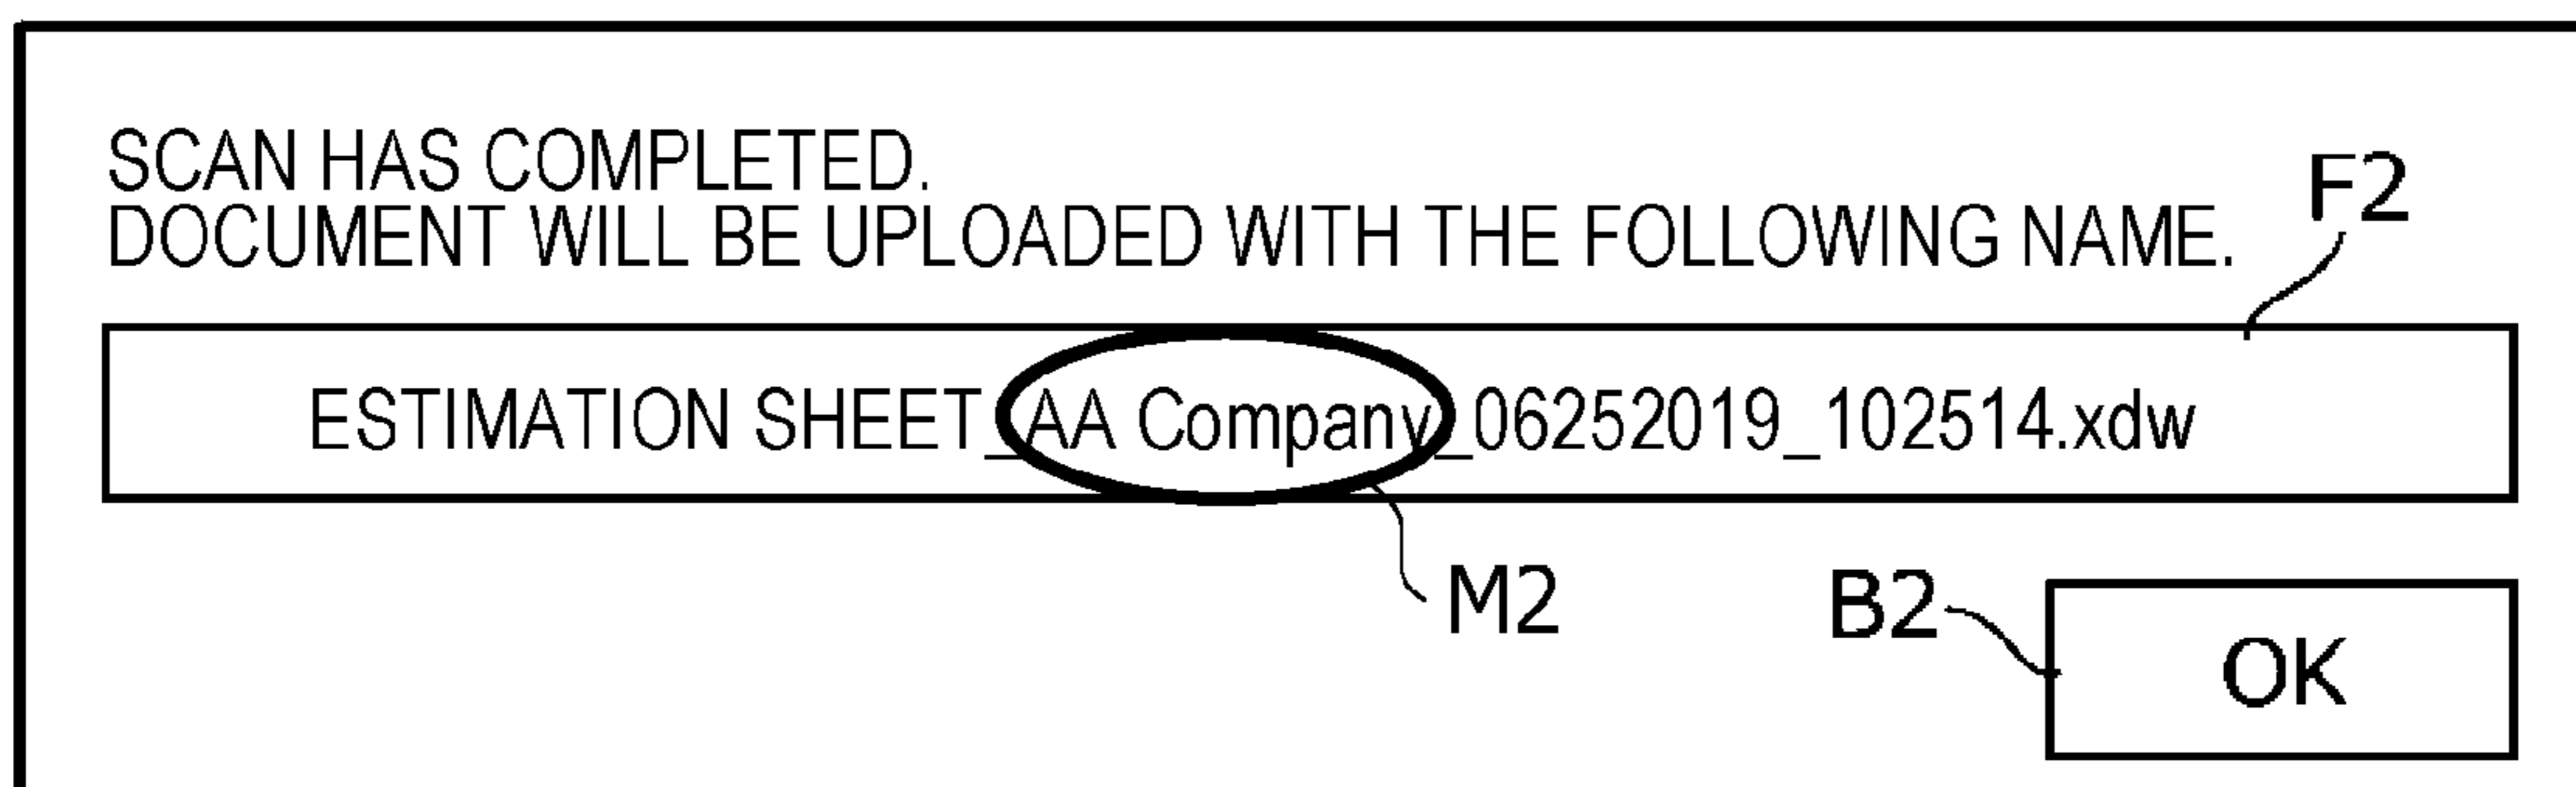 SCAN HAS COMPLETED.
DOCUMENT WILL BE UPLOADED WITH THE FOLLOWING NAME.
F2
ESTIMATION SHEET_AA Company_06252019_102514.xdw
M2
B2
OK